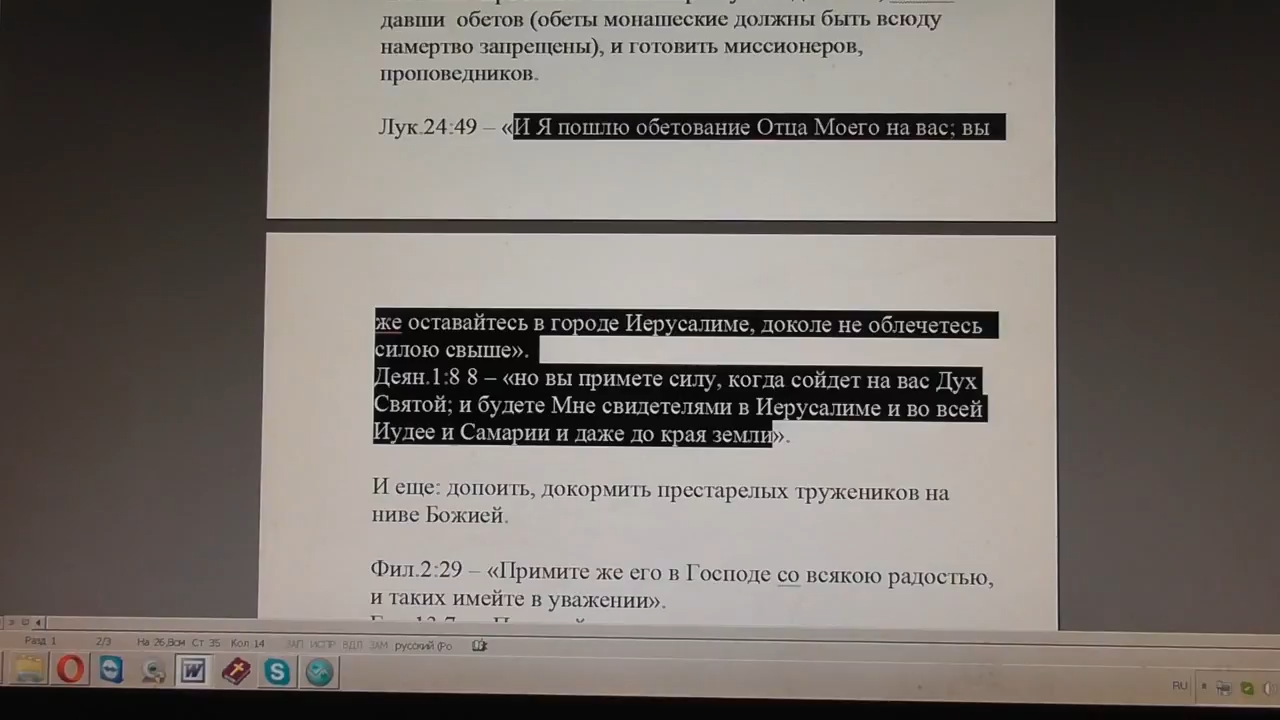 давши обетов (обеты монашеские должны быть всюду
намертво запрещены), и готовить миссионеров,
проповедников.
Лук.24:49 – «И Я пошлю обетование Отца Моего на вас; вы
же оставайтесь в городе Иерусалиме, доколе не облечетесь
силою свыше».
Деян.1:8 8 – «но вы примете силу, когда сойдет на вас Дух
Святой; и будете Мне свидетелями в Иерусалиме и во всей
Иудее и Самарии и даже до края земли».
И еще: допоить, докормить престарелых тружеников на
ниве Божией.
Фил.2:29 – «Примите же его в Господе со всякою радостью,
и таких имейте в уважении».
Разд 1 2/3 На 26,8см Ст 35 Кол 14 ЗАП ИСПР ВДЛ ЗАМ русский (Ро
RU